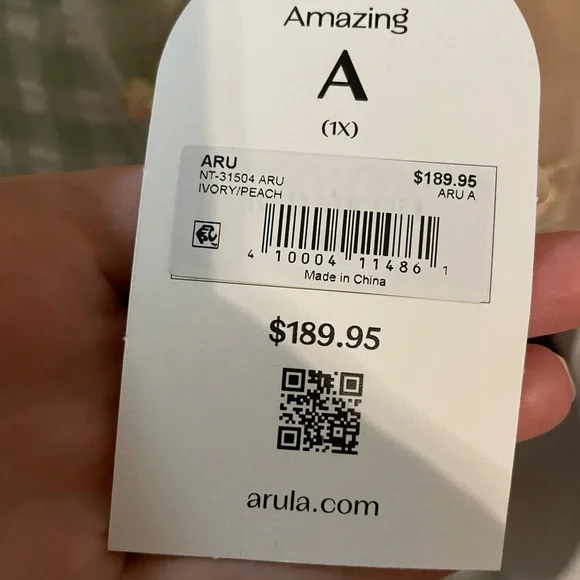 Amazing
A
(1X)
ARU
NT-31504 ARU $189.95
IVORY/PEACH ARU A
4 10004 11486 1
Made in China
$189.95
arula.com